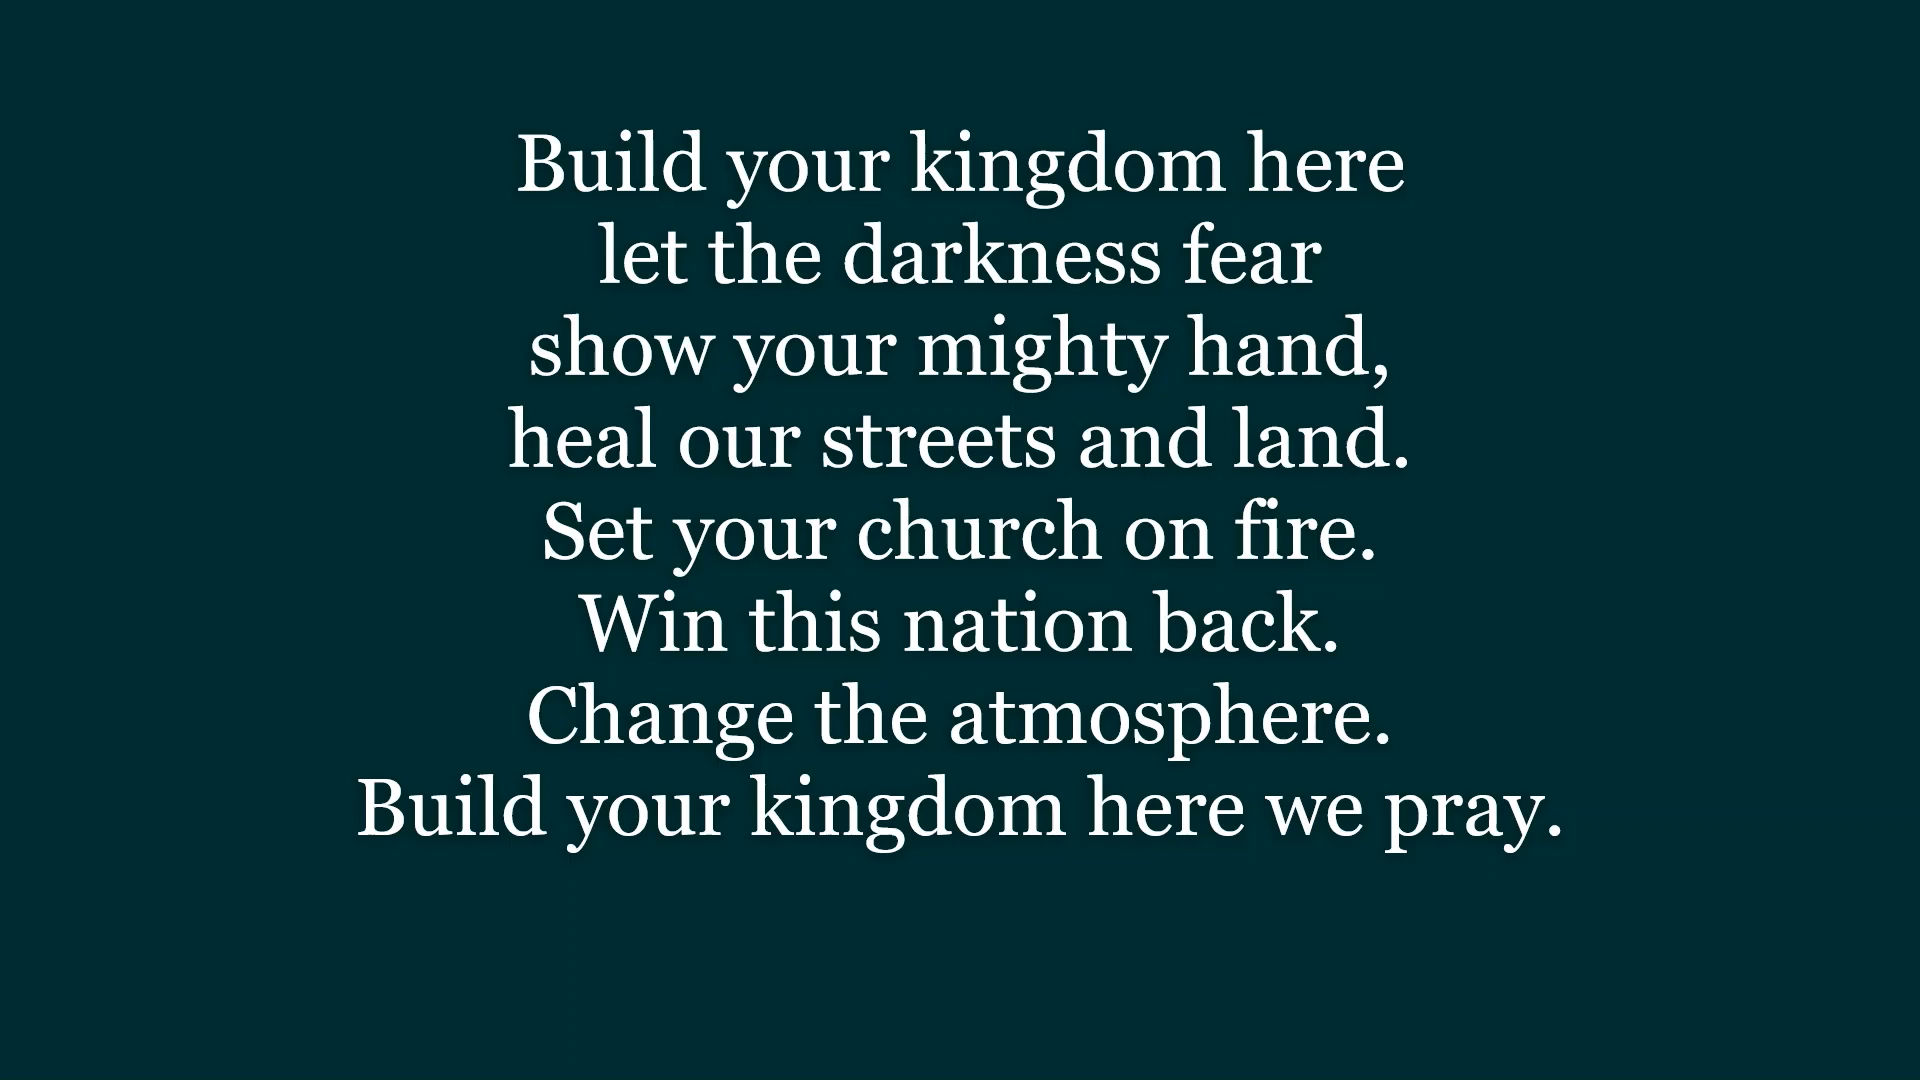 Build your kingdom here
let the darkness fear
show your mighty hand,
heal our streets and land.
Set your church on fire.
Win this nation back.
Change the atmosphere.
Build your kingdom here we pray.